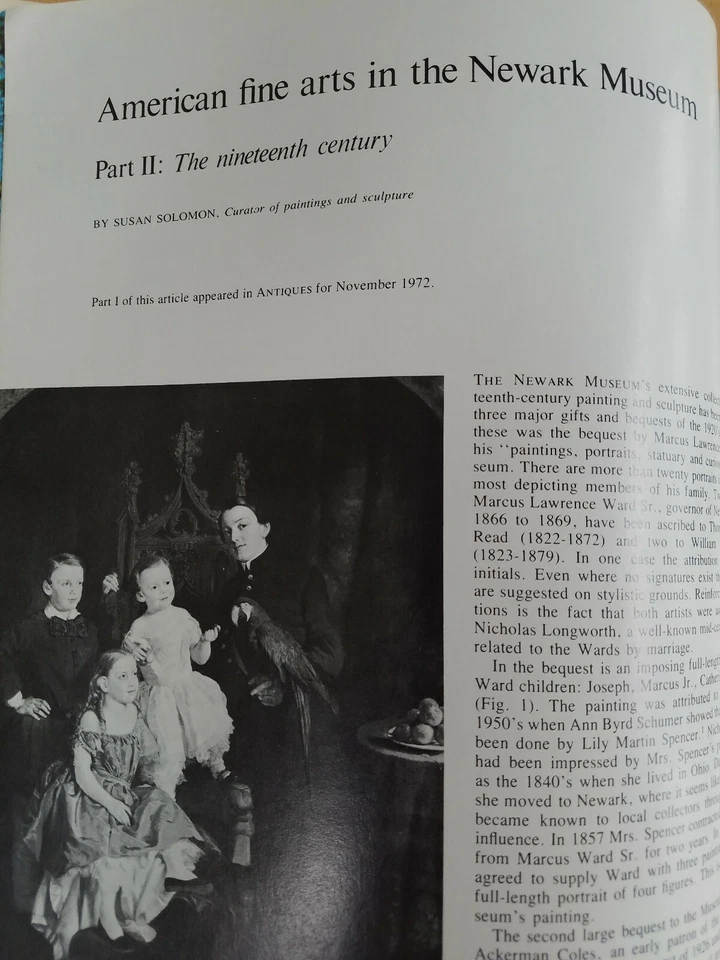 American fine arts in the Newark Museum
Part II: The nineteenth century
BY SUSAN SOLOMON, Curator of paintings and sculpture
Part I of this article appeared in ANTIQUES for November 1972.
THE NEWARK MUSEUM'S extensive
teenth-century painting and sculpture has
three major gifts and bequests of the
these was the bequest by Marcus Lawrence
his "paintings, portraits, statuary and
seum. There are more than twenty portraits
most depicting members of his family.
Marcus Lawrence Ward Sr., governor of
1866 to 1869, have been ascribed to
Read (1822-1872) and two to William
(1823-1879). In one case the attribution
initials. Even where no signatures exist
are suggested on stylistic grounds.
tions is the fact that both artists were
Nicholas Longworth, a well-known
related to the Wards by marriage.
In the bequest is an imposing
Ward children: Joseph, Marcus Jr.,
(Fig. 1). The painting was attributed
1950's when Ann Byrd Schumer showed
been done by Lily Martin Spencer.¹
had been impressed by Mrs. Spencer's
as the 1840's when she lived in Ohio.
she moved to Newark, where it seems
became known to local collectors
influence. In 1857 Mrs. Spencer
from Marcus Ward Sr. for two years.
agreed to supply Ward with three
full-length portrait of four figures. This
seum's painting.
The second large bequest to the
Ackerman Coles, an early patron of the